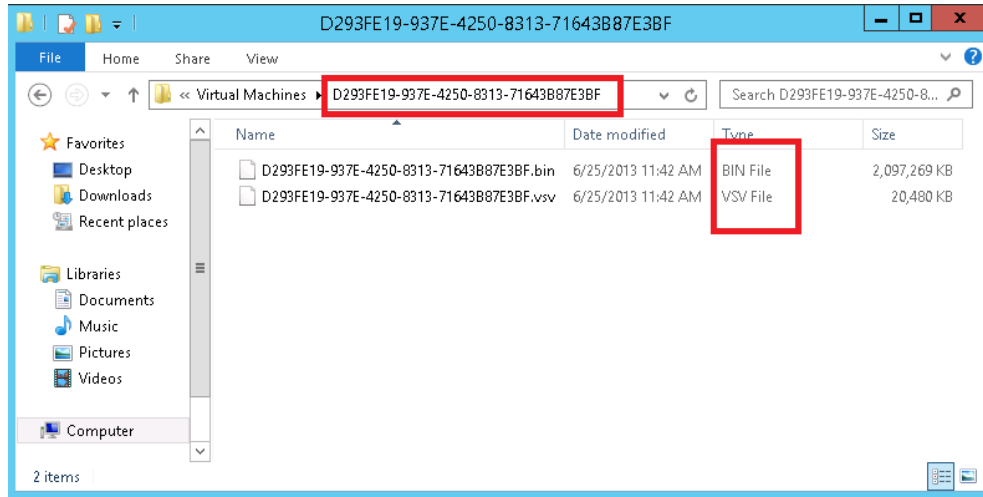 D293FE19-937E-4250-8313-71643B87E3BF
File Home Share View
« Virtual Machines D293FE19-937E-4250-8313-71643B87E3BF Search D293FE19-937E-4250-8...
Favorites
Desktop
Downloads
Recent places
Libraries
Documents
Music
Pictures
Videos
Computer
Name Date modified Type Size
D293FE19-937E-4250-8313-71643B87E3BF.bin 6/25/2013 11:42 AM BIN File 2,097,269 KB
D293FE19-937E-4250-8313-71643B87E3BF.vsv 6/25/2013 11:42 AM VSV File 20,480 KB
2 items